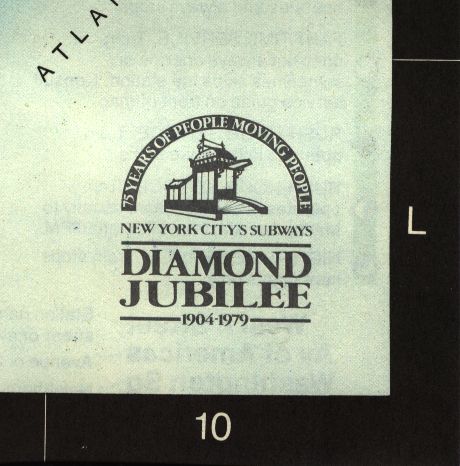 ATLA
75 YEARS OF PEOPLE MOVING PEOPLE
NEW YORK CITY'S SUBWAYS
DIAMOND
JUBILEE
1904-1979
L
10